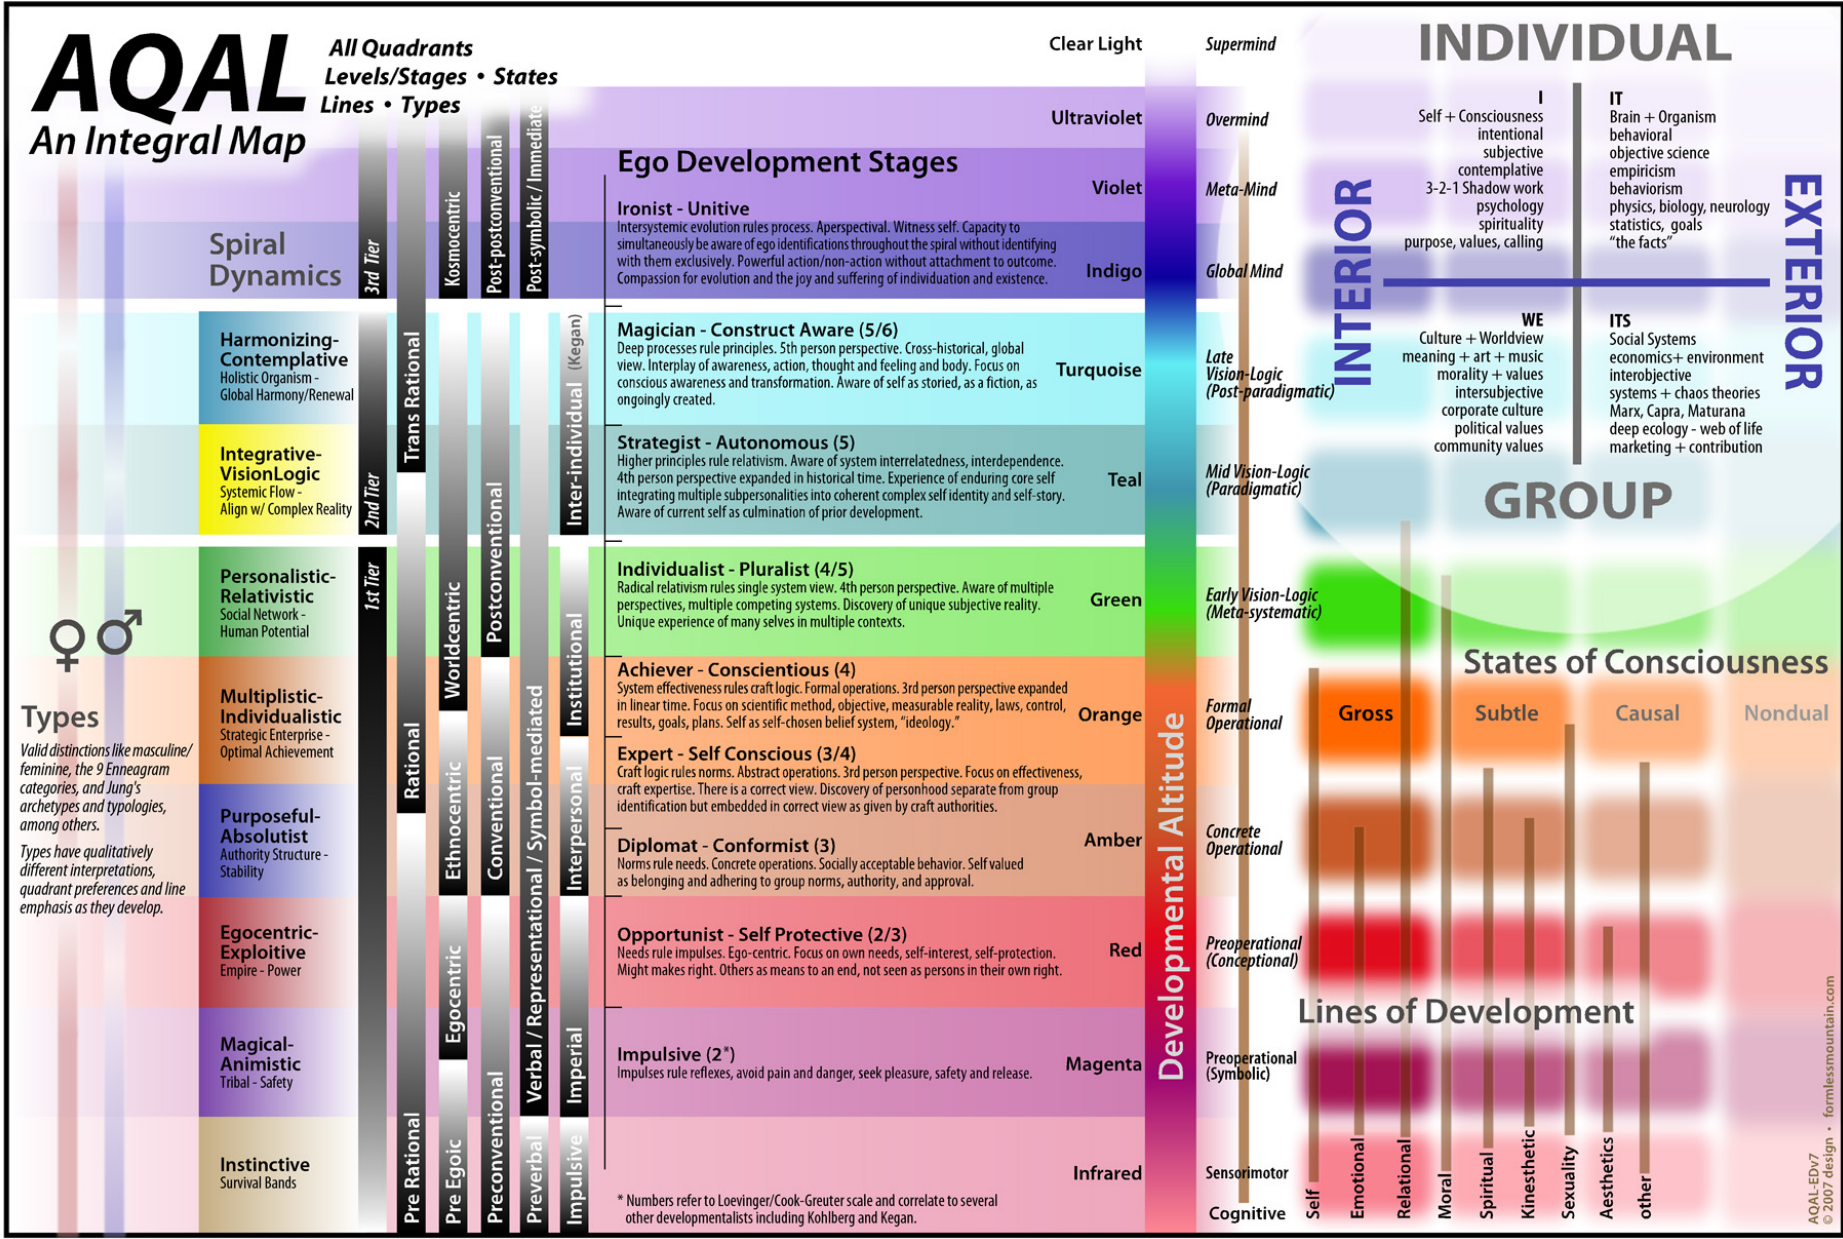 AQAL
An Integral Map
All Quadrants
Levels/Stages • States
Lines • Types
Spiral
Dynamics
Harmonizing-
Contemplative
Holistic Organism -
Global Harmony/Renewal
Integrative-
VisionLogic
Systemic Flow -
Align w/ Complex Reality
Personalistic-
Relativistic
Social Network -
Human Potential
Multiplistic-
Individualistic
Strategic Enterprise -
Optimal Achievement
Purposeful-
Absolutist
Authority Structure -
Stability
Egocentric-
Exploitive
Empire - Power
Magical-
Animistic
Tribal - Safety
Instinctive
Survival Bands
Types
Valid distinctions like masculine/
feminine, the 9 Enneagram
categories, and Jung's
archetypes and typologies,
among others.
Types have qualitatively
different interpretations,
quadrant preferences and line
emphasis as they develop.
3rd Tier
2nd Tier
1st Tier
Trans Rational
Rational
Pre Rational
Kosmocentric
Worldcentric
Ethnocentric
Egocentric
Pre Egoic
Post-postconventional
Postconventional
Conventional
Preconventional
Post-symbolic / Immediate
Verbal / Representational / Symbol-mediated
Preverbal
Inter-individual (Kegan)
Institutional
Interpersonal
Imperial
Impulsive
Ego Development Stages
Ironist - Unitive
Intersystemic evolution rules process. Aperspectival. Witness self. Capacity to
simultaneously be aware of ego identifications throughout the spiral without identifying
with them exclusively. Powerful action/non-action without attachment to outcome.
Compassion for evolution and the joy and suffering of individuation and existence.
Magician - Construct Aware (5/6)
Deep processes rule principles. 5th person perspective. Cross-historical, global
view. Interplay of awareness, action, thought and feeling and body. Focus on
conscious awareness and transformation. Aware of self as storied, as a fiction, as
ongoingly created.
Strategist - Autonomous (5)
Higher principles rule relativism. Aware of system interrelatedness, interdependence.
4th person perspective expanded in historical time. Experience of enduring core self
integrating multiple subpersonalities into coherent complex self identity and self-story.
Aware of current self as culmination of prior development.
Individualist - Pluralist (4/5)
Radical relativism rules single system view. 4th person perspective. Aware of multiple
perspectives, multiple competing systems. Discovery of unique subjective reality.
Unique experience of many selves in multiple contexts.
Achiever - Conscientious (4)
System effectiveness rules craft logic. Formal operations. 3rd person perspective expanded
in linear time. Focus on scientific method, objective, measurable reality, laws, control,
results, goals, plans. Self as self-chosen belief system, "ideology."
Expert - Self Conscious (3/4)
Craft logic rules norms. Abstract operations. 3rd person perspective. Focus on effectiveness,
craft expertise. There is a correct view. Discovery of personhood separate from group
identification but embedded in correct view as given by craft authorities.
Diplomat - Conformist (3)
Norms rule needs. Concrete operations. Socially acceptable behavior. Self valued
as belonging and adhering to group norms, authority, and approval.
Opportunist - Self Protective (2/3)
Needs rule impulses. Ego-centric. Focus on own needs, self-interest, self-protection.
Might makes right. Others as means to an end, not seen as persons in their own right.
Impulsive (2*)
Impulses rule reflexes, avoid pain and danger, seek pleasure, safety and release.
* Numbers refer to Loevinger/Cook-Greuter scale and correlate to several
other developmentalists including Kohlberg and Kegan.
Clear Light
Ultraviolet
Violet
Indigo
Turquoise
Teal
Green
Orange
Amber
Red
Magenta
Infrared
Developmental Altitude
Supermind
Overmind
Meta-Mind
Global Mind
Late
Vision-Logic
(Post-paradigmatic)
Mid Vision-Logic
(Paradigmatic)
Early Vision-Logic
(Meta-systematic)
Formal
Operational
Concrete
Operational
Preoperational
(Conceptional)
Preoperational
(Symbolic)
Sensorimotor
Cognitive
INDIVIDUAL
INTERIOR
EXTERIOR
GROUP
I
Self + Consciousness
intentional
subjective
contemplative
3-2-1 Shadow work
psychology
spirituality
purpose, values, calling
IT
Brain + Organism
behavioral
objective science
empiricism
behaviorism
physics, biology, neurology
statistics, goals
"the facts"
WE
Culture + Worldview
meaning + art + music
morality + values
intersubjective
corporate culture
political values
community values
ITS
Social Systems
economics+ environment
interobjective
systems + chaos theories
Marx, Capra, Maturana
deep ecology - web of life
marketing + contribution
States of Consciousness
Gross
Subtle
Causal
Nondual
Lines of Development
Self
Emotional
Relational
Moral
Spiritual
Kinesthetic
Sexuality
Aesthetics
other
AQAL-EDv7
© 2007 design • formlessmountain.com